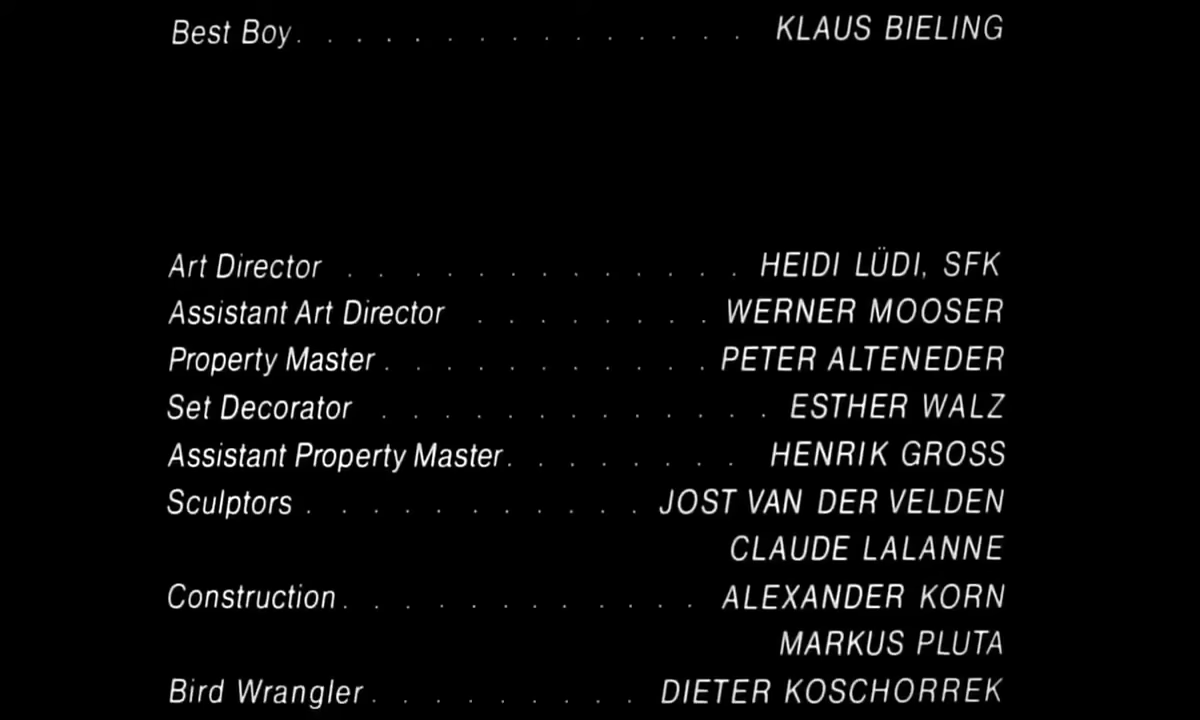 Best Boy. . . . . . . . . . . . . . . . KLAUS BIELING
Art Director . . . . . . . . . . . . . HEIDI LÜDI, SFK
Assistant Art Director . . . . . . . . WERNER MOOSER
Property Master. . . . . . . . . . . PETER ALTENEDER
Set Decorator . . . . . . . . . . . . . ESTHER WALZ
Assistant Property Master. . . . . . . . HENRIK GROSS
Sculptors . . . . . . . . . . . JOST VAN DER VELDEN
CLAUDE LALANNE
Construction. . . . . . . . . . . . ALEXANDER KORN
MARKUS PLUTA
Bird Wrangler. . . . . . . . . . DIETER KOSCHORREK